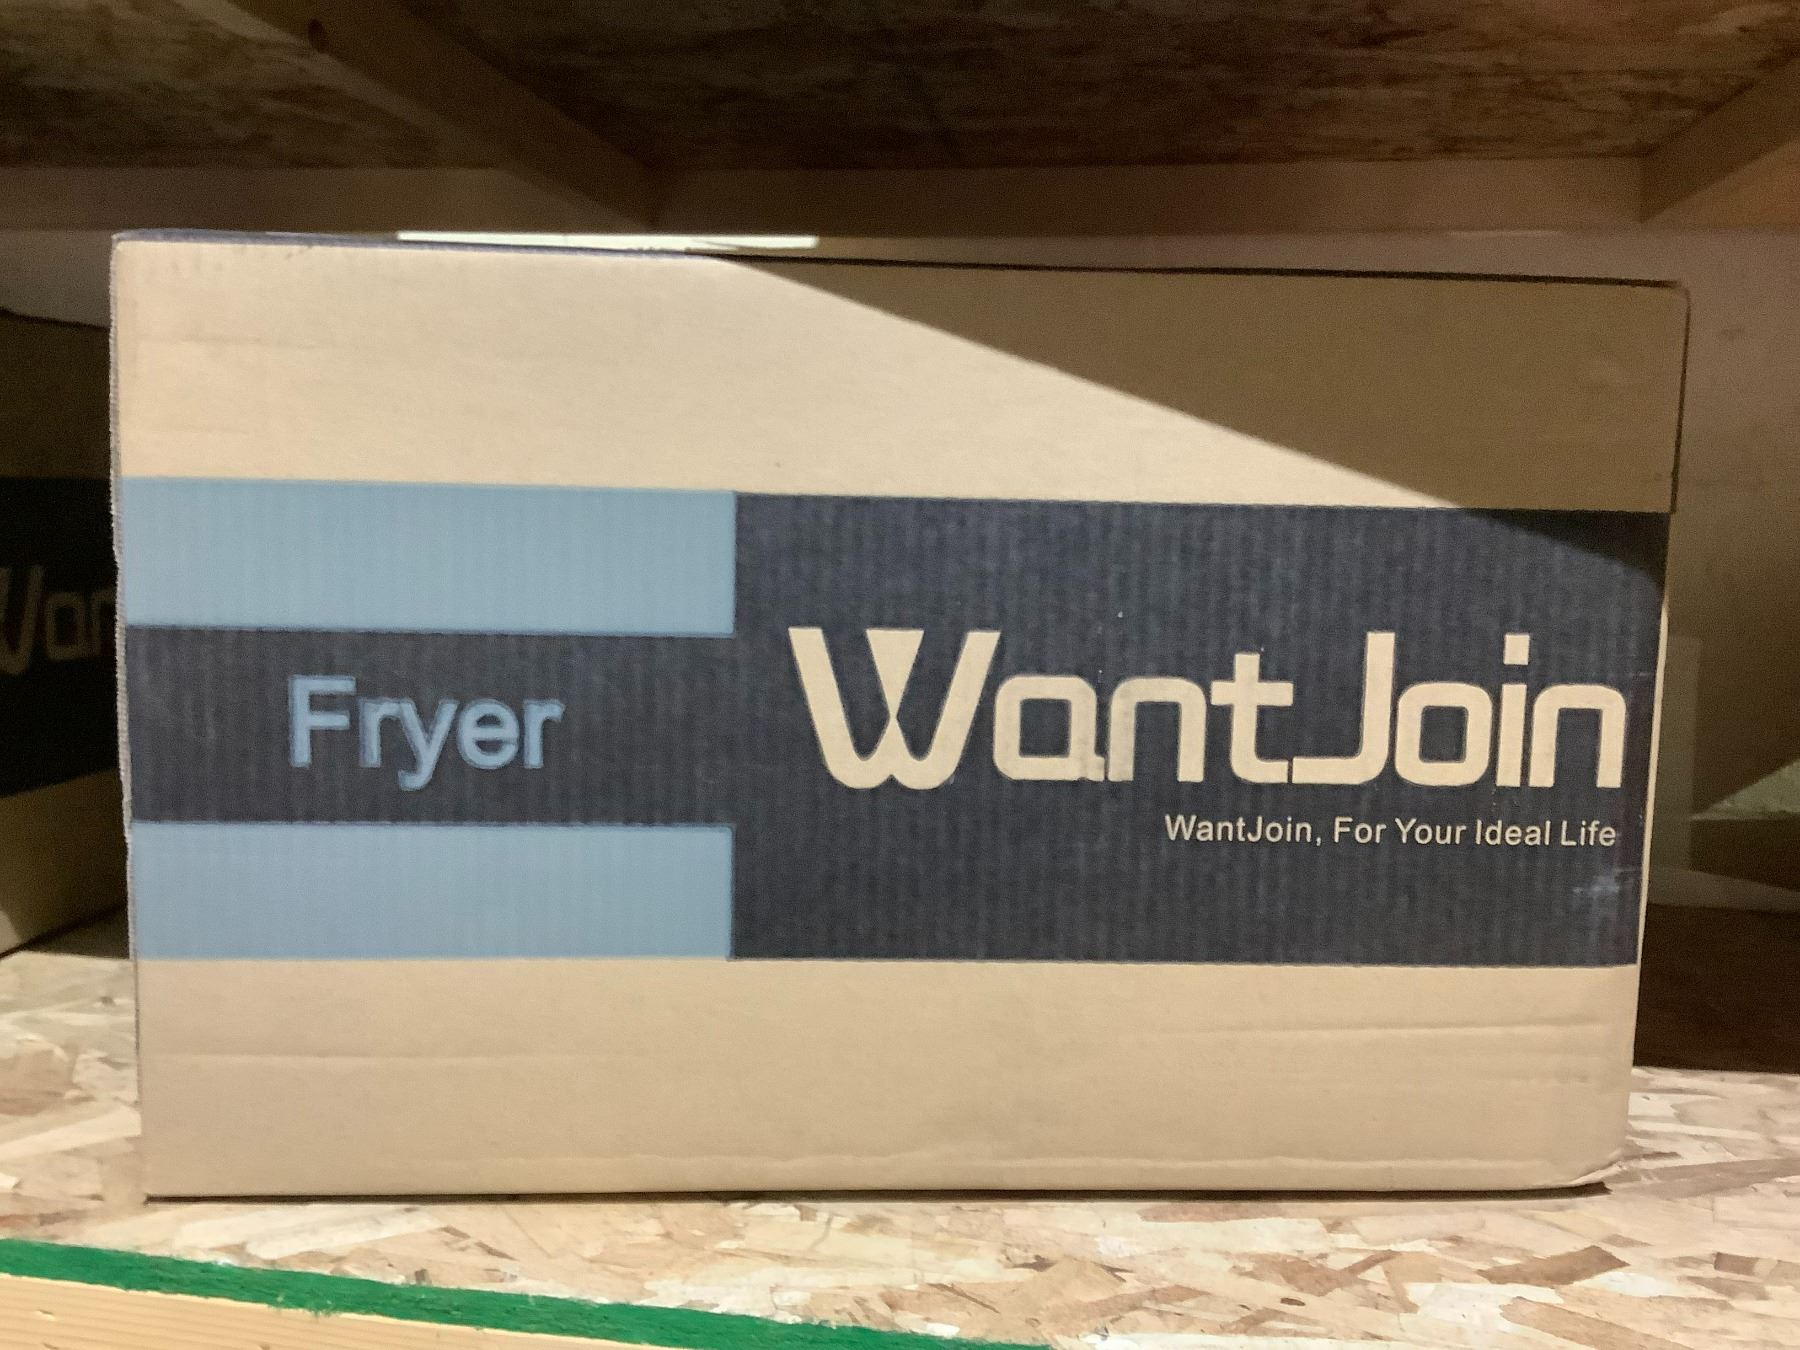 Fryer
WantJoin
WantJoin, For Your Ideal Life